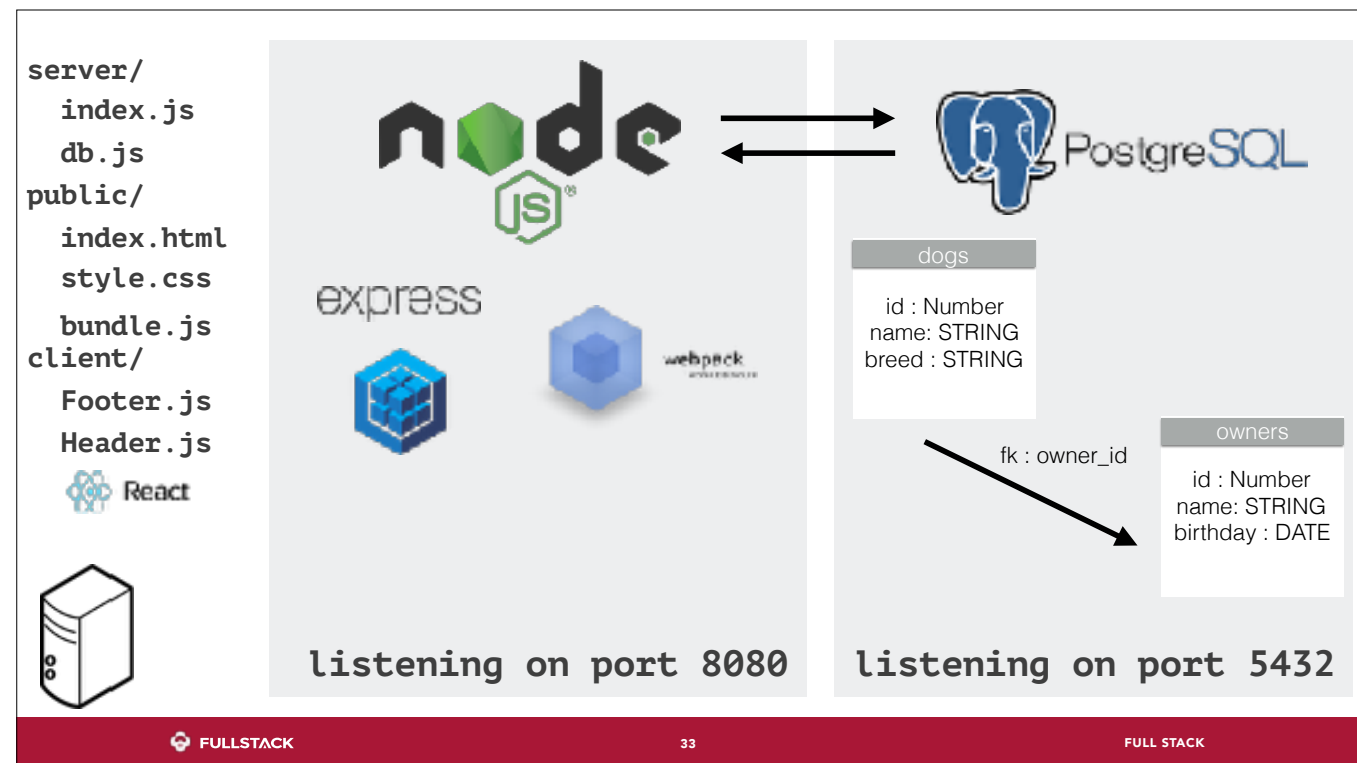 server/
index.js
db.js
public/
index.html
style.css
bundle.js
client/
Footer.js
Header.js
React
node
JS®
express
webpack
listening on port 8080
PostgreSQL
dogs
id : Number
name: STRING
breed : STRING
fk : owner_id
owners
id : Number
name: STRING
birthday : DATE
listening on port 5432
FULLSTACK
33
FULL STACK